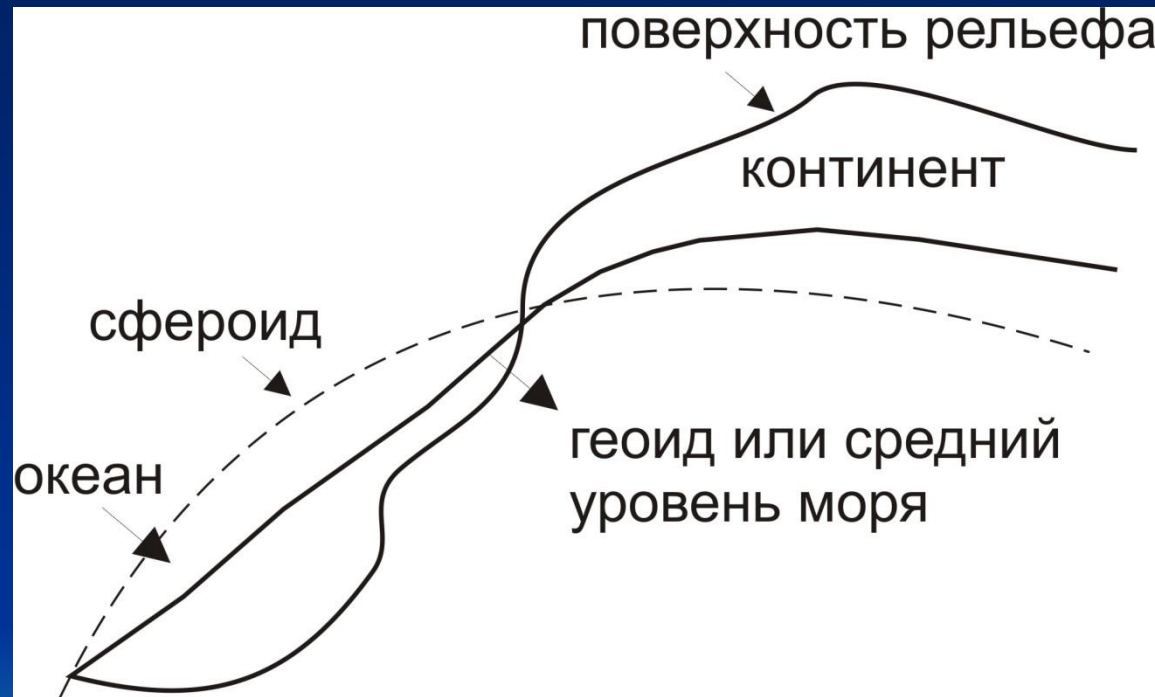 поверхность рельефа
континент
сфероид
океан
геоид или средний
уровень моря